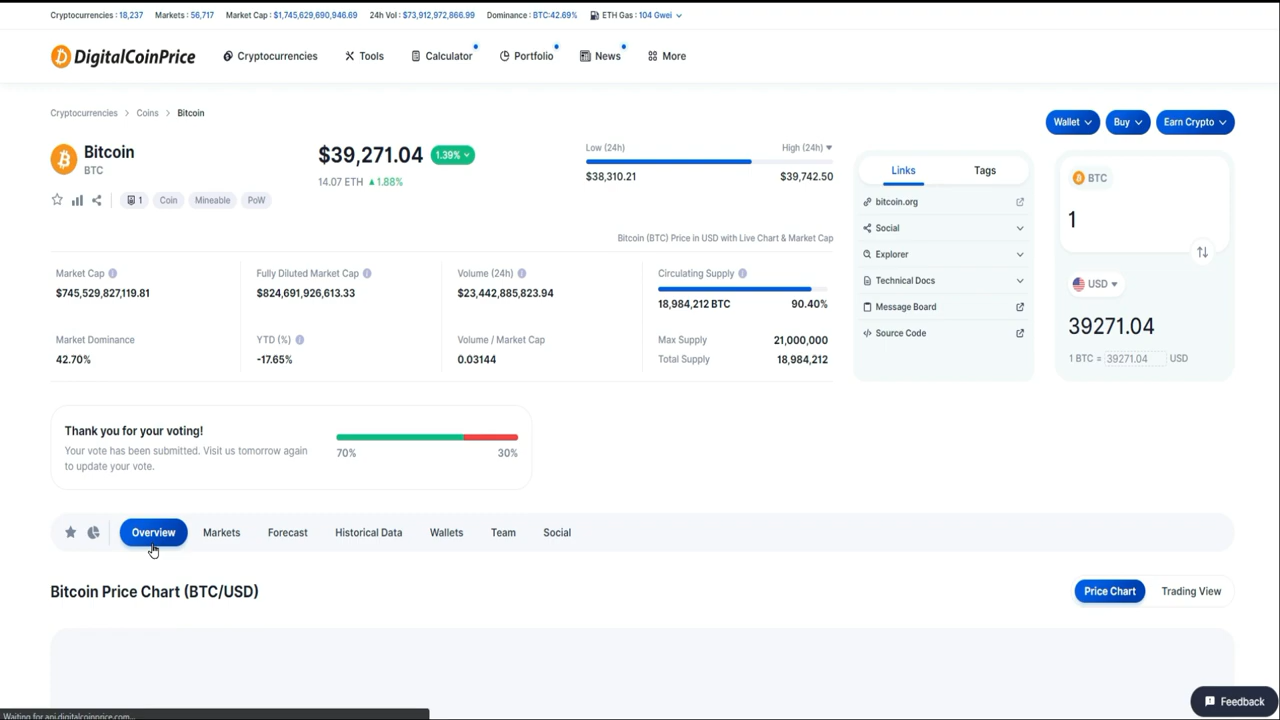 Cryptocurrencies : 18,237 Markets : 56,717 Market Cap : $1,745,629,690,946.69 24h Vol : $73,912,972,866.99 Dominance : BTC:42.69% ETH Gas : 104 Gwei
DigitalCoinPrice Cryptocurrencies Tools Calculator Portfolio News More
Cryptocurrencies > Coins > Bitcoin
Wallet Buy Earn Crypto
Bitcoin
BTC
1 Coin Mineable PoW
$39,271.04 1.39%
14.07 ETH ▲1.88%
Low (24h) High (24h) ▼
$38,310.21 $39,742.50
Bitcoin (BTC) Price in USD with Live Chart & Market Cap
Market Cap
$745,529,827,119.81
Fully Diluted Market Cap
$824,691,926,613.33
Volume (24h)
$23,442,885,823.94
Circulating Supply
18,984,212 BTC 90.40%
Market Dominance
42.70%
YTD (%)
-17.65%
Volume / Market Cap
0.03144
Max Supply 21,000,000
Total Supply 18,984,212
Links Tags
bitcoin.org
Social
Explorer
Technical Docs
Message Board
Source Code
BTC
1
USD ▼
39271.04
1 BTC = 39271.04 USD
Thank you for your voting!
Your vote has been submitted. Visit us tomorrow again
to update your vote.
70% 30%
Overview Markets Forecast Historical Data Wallets Team Social
Bitcoin Price Chart (BTC/USD)
Price Chart Trading View
Feedback
Waiting for api.digitalcoinprice.com...